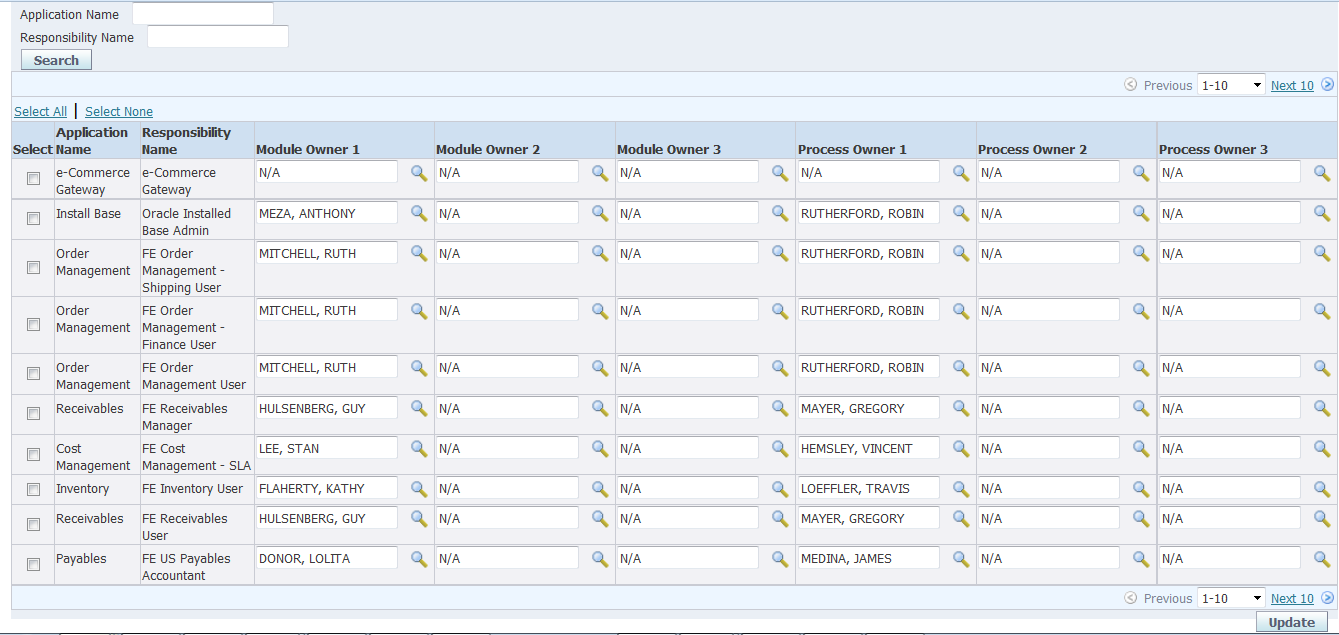 Application Name
Responsibility Name
Search
Previous 1-10 Next 10
Select All | Select None
Select Application Name Responsibility Name Module Owner 1 Module Owner 2 Module Owner 3 Process Owner 1 Process Owner 2 Process Owner 3
e-Commerce Gateway e-Commerce Gateway N/A N/A N/A N/A N/A N/A
Install Base Oracle Installed Base Admin MEZA, ANTHONY N/A N/A RUTHERFORD, ROBIN N/A N/A
Order Management FE Order Management - Shipping User MITCHELL, RUTH N/A N/A RUTHERFORD, ROBIN N/A N/A
Order Management FE Order Management - Finance User MITCHELL, RUTH N/A N/A RUTHERFORD, ROBIN N/A N/A
Order Management FE Order Management User MITCHELL, RUTH N/A N/A RUTHERFORD, ROBIN N/A N/A
Receivables FE Receivables Manager HULSENBERG, GUY N/A N/A MAYER, GREGORY N/A N/A
Cost Management FE Cost Management - SLA LEE, STAN N/A N/A HEMSLEY, VINCENT N/A N/A
Inventory FE Inventory User FLAHERTY, KATHY N/A N/A LOEFFLER, TRAVIS N/A N/A
Receivables FE Receivables User HULSENBERG, GUY N/A N/A MAYER, GREGORY N/A N/A
Payables FE US Payables Accountant DONOR, LOLITA N/A N/A MEDINA, JAMES N/A N/A
Previous 1-10 Next 10
Update